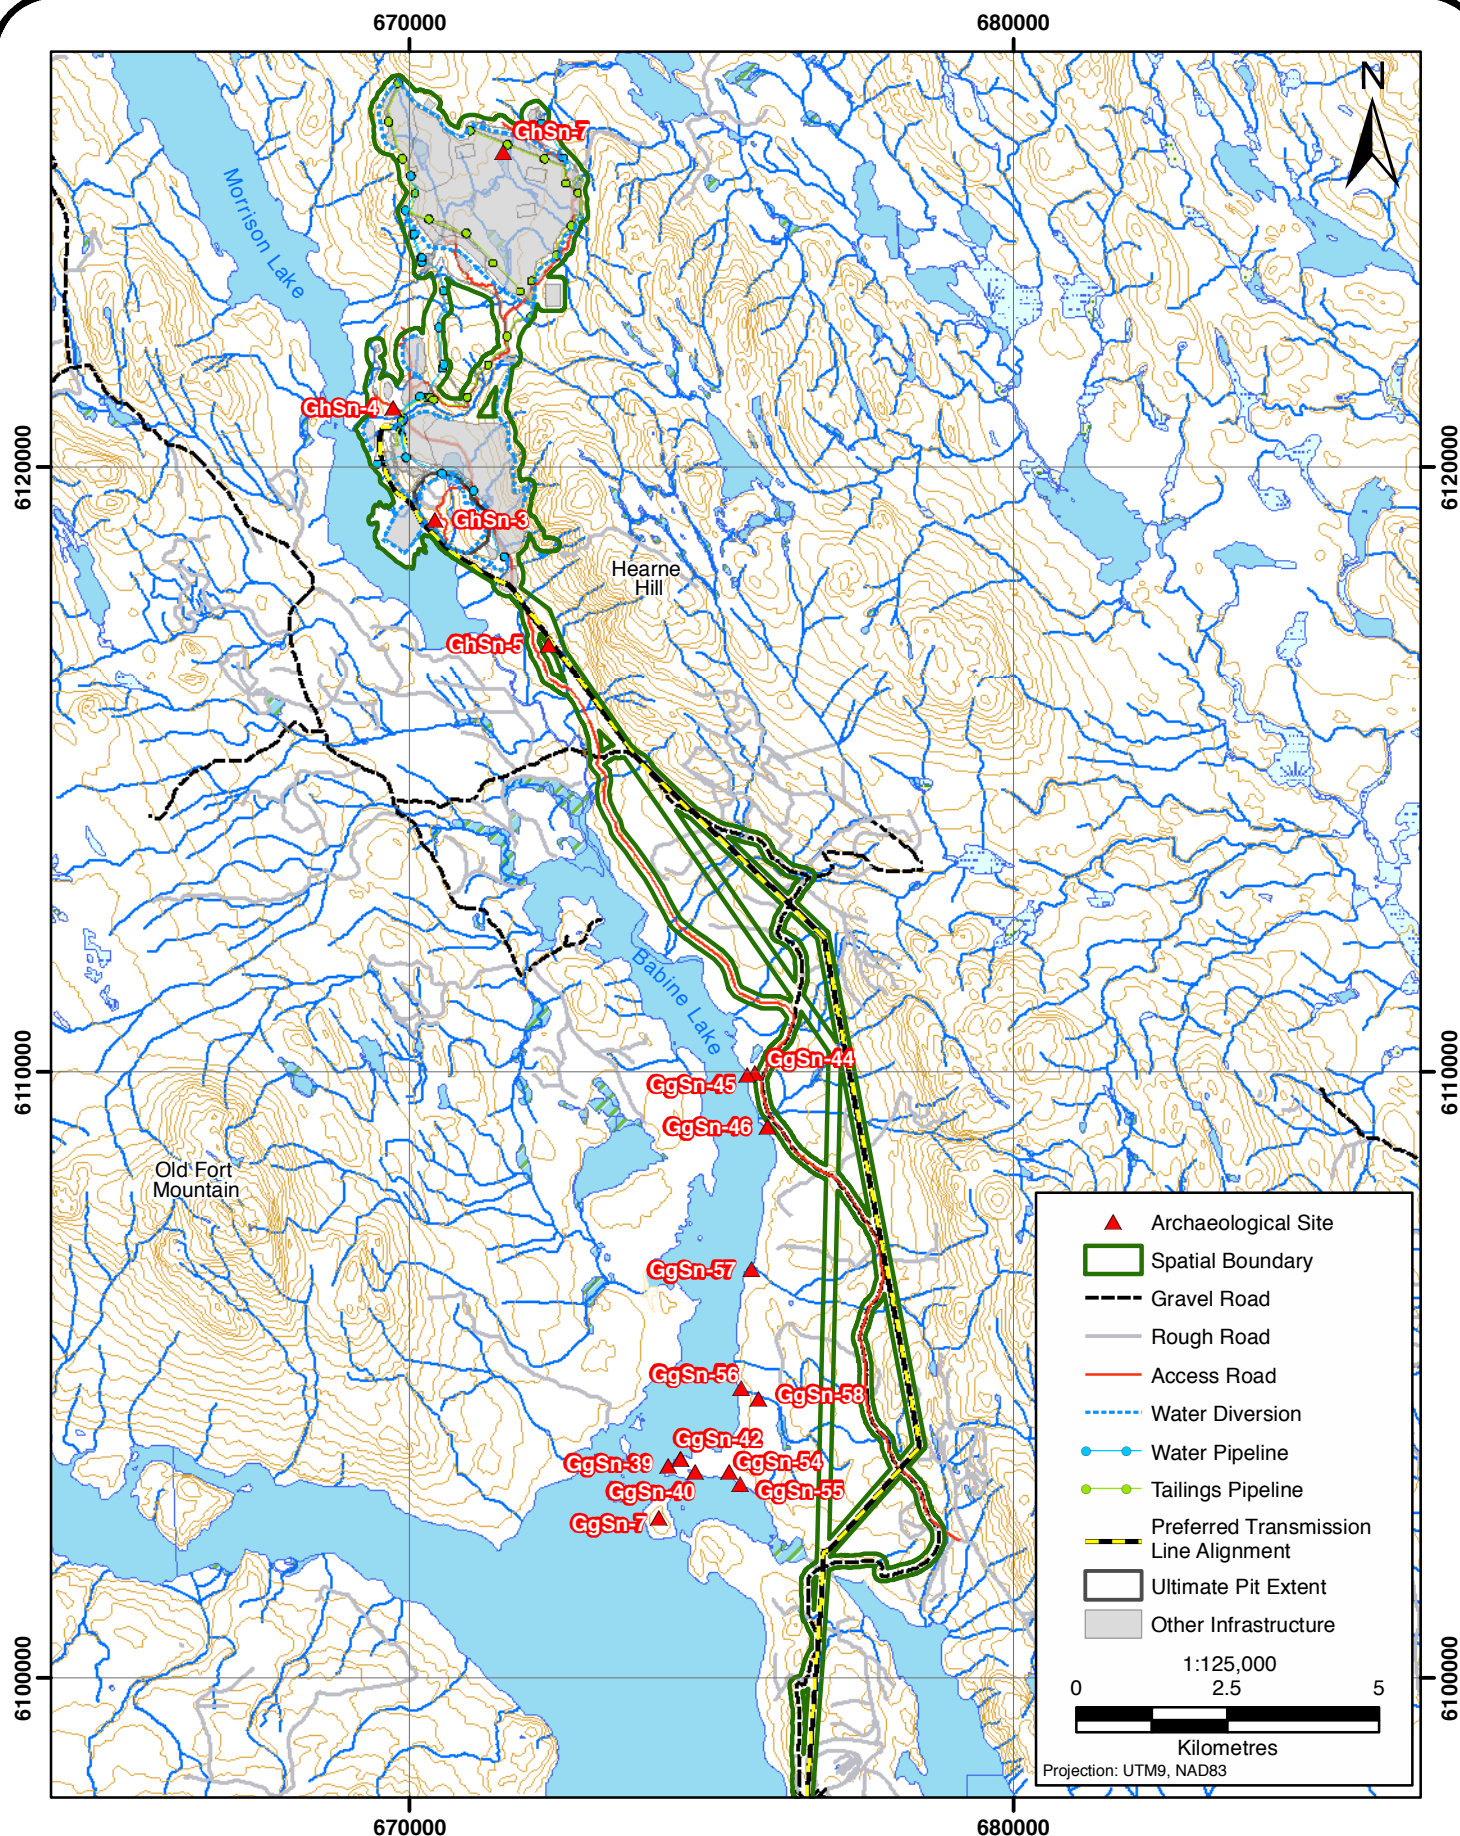 670000
680000
N
GhSn-7
Morrison Lake
GhSn-4
6120000
6120000
GhSn-3
Hearne
Hill
GhSn-5
Babine Lake
GgSn-44
6110000
6110000
GgSn-45
GgSn-46
Old Fort
Mountain
GgSn-57
GgSn-56
GgSn-58
GgSn-42
GgSn-39
GgSn-54
GgSn-40
GgSn-55
GgSn-7
Archaeological Site
Spatial Boundary
Gravel Road
Rough Road
Access Road
Water Diversion
Water Pipeline
Tailings Pipeline
Preferred Transmission
Line Alignment
Ultimate Pit Extent
Other Infrastructure
1:125,000
0 2.5 5
Kilometres
Projection: UTM9, NAD83
6100000
6100000
670000
680000